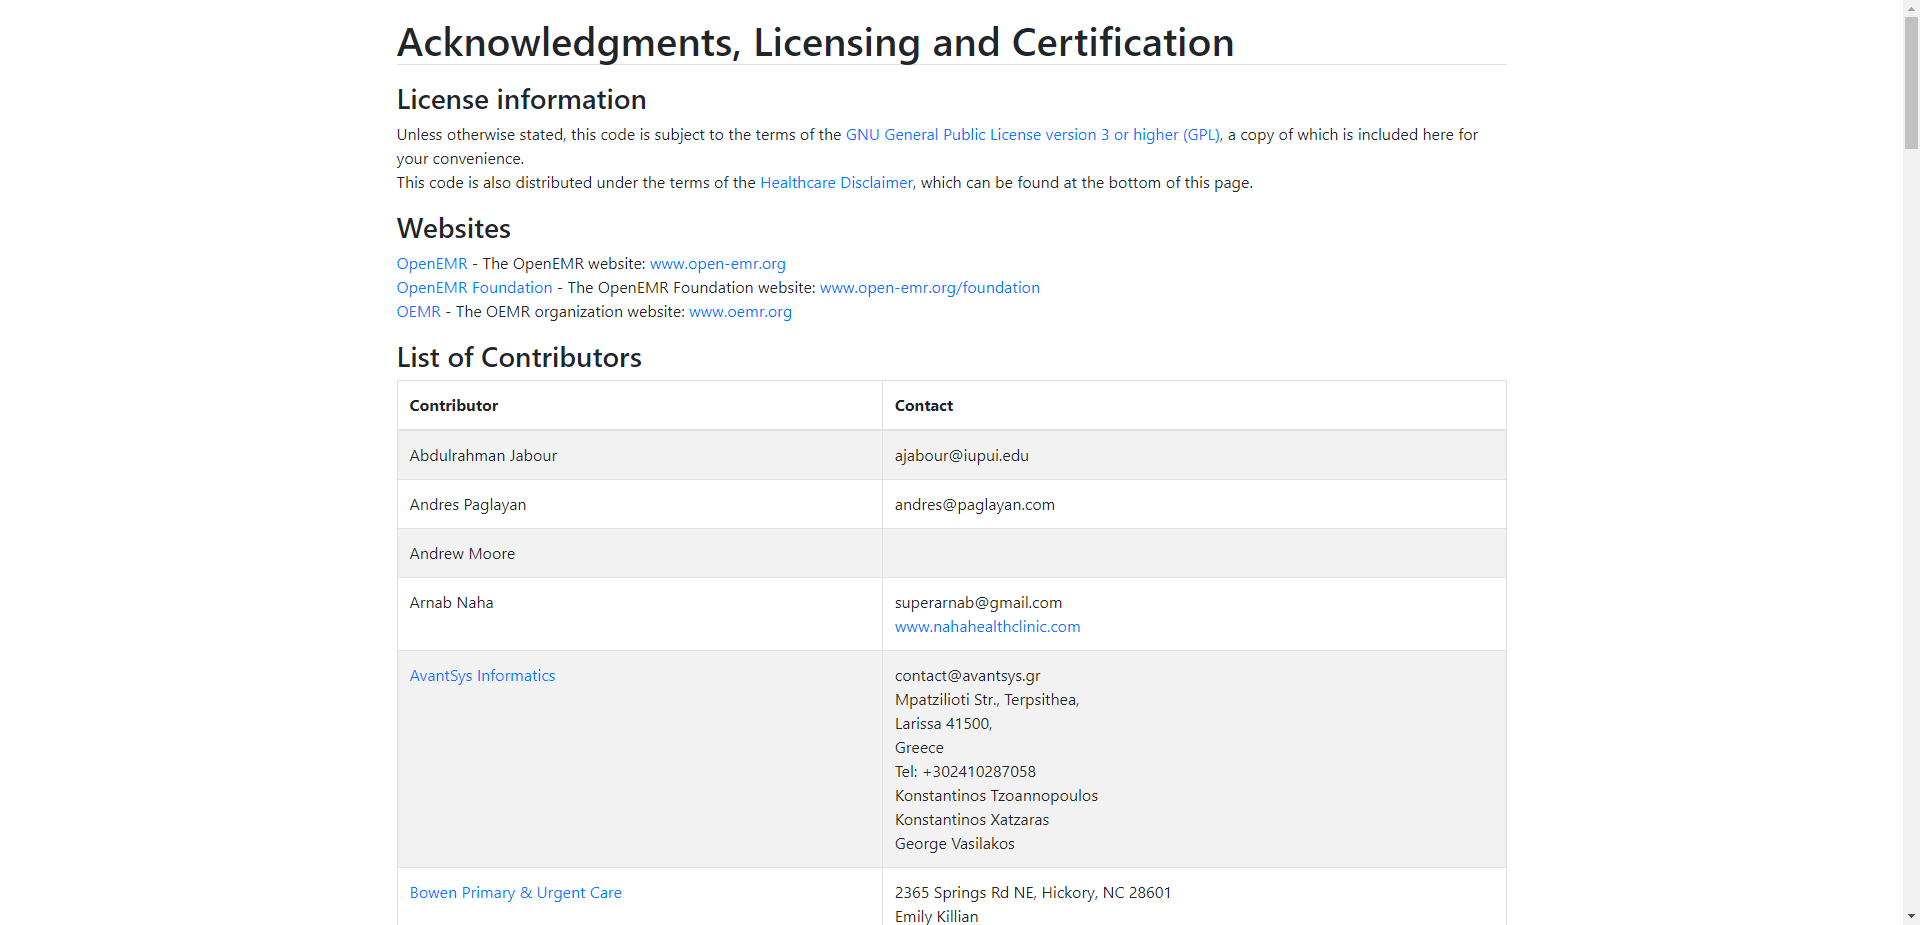 Acknowledgments, Licensing and Certification
License information
Unless otherwise stated, this code is subject to the terms of the GNU General Public License version 3 or higher (GPL), a copy of which is included here for
your convenience.
This code is also distributed under the terms of the Healthcare Disclaimer, which can be found at the bottom of this page.
Websites
OpenEMR - The OpenEMR website: www.open-emr.org
OpenEMR Foundation - The OpenEMR Foundation website: www.open-emr.org/foundation
OEMR - The OEMR organization website: www.oemr.org
List of Contributors
Contributor Contact
Abdulrahman Jabour ajabour@iupui.edu
Andres Paglayan andres@paglayan.com
Andrew Moore
Arnab Naha superarnab@gmail.com
www.nahahealthclinic.com
AvantSys Informatics contact@avantsys.gr
Mpatzilioti Str., Terpsithea,
Larissa 41500,
Greece
Tel: +302410287058
Konstantinos Tzoannopoulos
Konstantinos Xatzaras
George Vasilakos
Bowen Primary & Urgent Care 2365 Springs Rd NE, Hickory, NC 28601
Emily Killian